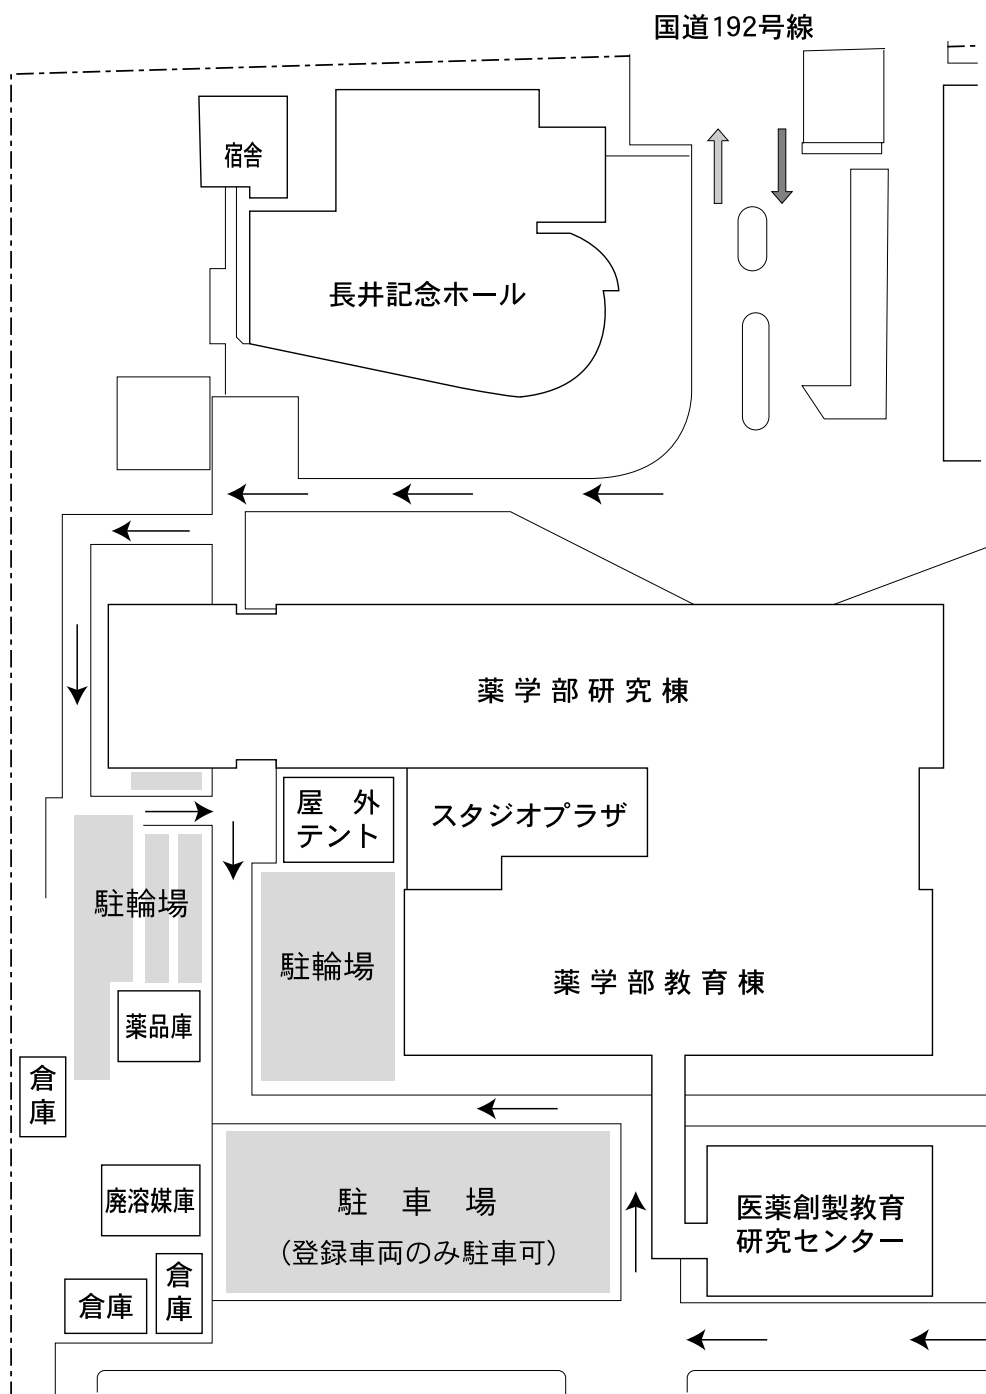 国道192号線
宿舎
長井記念ホール
薬学部研究棟
屋　外
テント
スタジオプラザ
駐輪場
駐輪場
薬学部教育棟
薬品庫
倉
庫
廃溶媒庫
駐　車　場
(登録車両のみ駐車可)
医薬創製教育
研究センター
倉
庫
倉庫